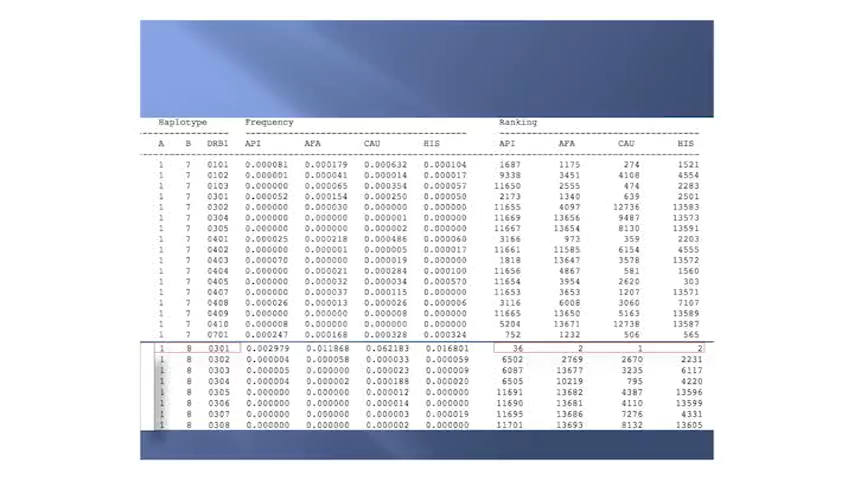 Haplotype Frequency Ranking
A B DRB1 API AFA CAU HIS API AFA CAU HIS
1 7 0101 0.000081 0.000179 0.000632 0.000104 1687 1175 274 1521
1 7 0102 0.000001 0.000041 0.000014 0.000017 9338 3451 4108 4554
1 7 0103 0.000000 0.000065 0.000354 0.000057 11650 2555 474 2283
1 7 0301 0.000052 0.000154 0.000250 0.000050 2173 1340 639 2501
1 7 0302 0.000000 0.000030 0.000000 0.000000 11655 4097 12736 13583
1 7 0304 0.000000 0.000000 0.000001 0.000000 11669 13656 9487 13573
1 7 0305 0.000000 0.000000 0.000002 0.000000 11667 13654 8130 13591
1 7 0401 0.000025 0.000218 0.000486 0.000060 3166 973 359 2203
1 7 0402 0.000000 0.000001 0.000005 0.000017 11661 11585 6154 4555
1 7 0403 0.000070 0.000000 0.000019 0.000000 1818 13647 3578 13572
1 7 0404 0.000000 0.000021 0.000284 0.000100 11656 4867 581 1560
1 7 0405 0.000000 0.000032 0.000034 0.000570 11654 3954 2620 303
1 7 0407 0.000000 0.000037 0.000115 0.000000 11653 3653 1207 13571
1 7 0408 0.000026 0.000013 0.000026 0.000006 3116 6008 3060 7107
1 7 0409 0.000000 0.000000 0.000008 0.000000 11665 13650 5163 13589
1 7 0410 0.000008 0.000000 0.000000 0.000000 5204 13671 12738 13587
1 7 0701 0.000247 0.000168 0.000328 0.000324 752 1232 506 565
1 8 0301 0.002979 0.011868 0.062183 0.016801 36 2 1 2
1 8 0302 0.000004 0.000058 0.000033 0.000059 6502 2769 2670 2231
1 8 0303 0.000005 0.000000 0.000023 0.000009 6087 13677 3235 6117
1 8 0304 0.000004 0.000002 0.000188 0.000020 6505 10219 795 4220
1 8 0305 0.000000 0.000000 0.000012 0.000000 11691 13682 4387 13596
1 8 0306 0.000000 0.000000 0.000014 0.000000 11690 13681 4110 13599
1 8 0307 0.000000 0.000000 0.000003 0.000019 11695 13686 7276 4331
1 8 0308 0.000000 0.000000 0.000002 0.000000 11701 13693 8132 13605